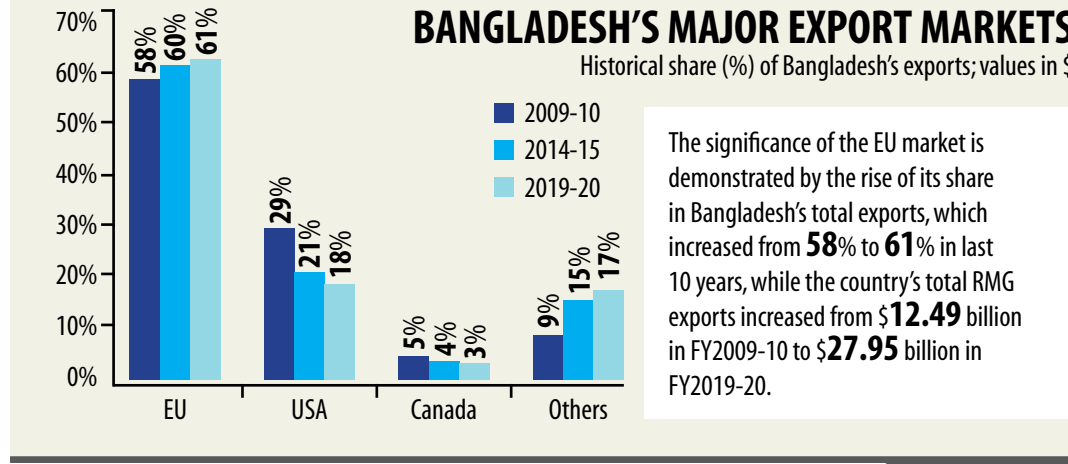 BANGLADESH'S MAJOR EXPORT MARKETS
Historical share (%) of Bangladesh's exports; values in $
70%
60%
50%
40%
30%
20%
10%
0%
58%
60%
61%
29%
21%
18%
5%
4%
3%
9%
15%
17%
EU
USA
Canada
Others
2009-10
2014-15
2019-20
The significance of the EU market is
demonstrated by the rise of its share
in Bangladesh's total exports, which
increased from 58% to 61% in last
10 years, while the country's total RMG
exports increased from $12.49 billion
in FY2009-10 to $27.95 billion in
FY2019-20.